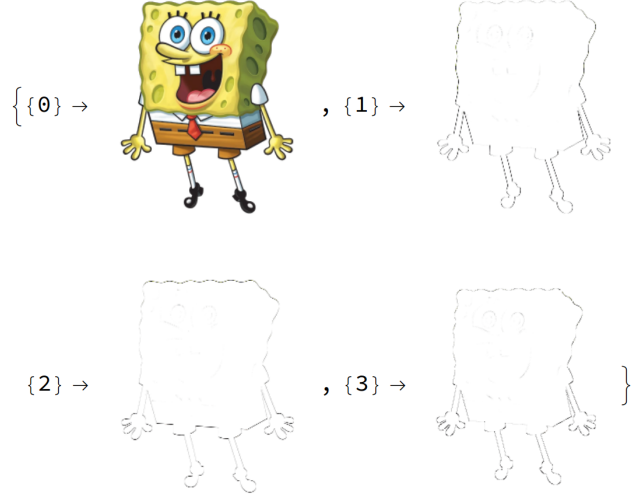 {{0} → , {1} →
{2} → , {3} → }